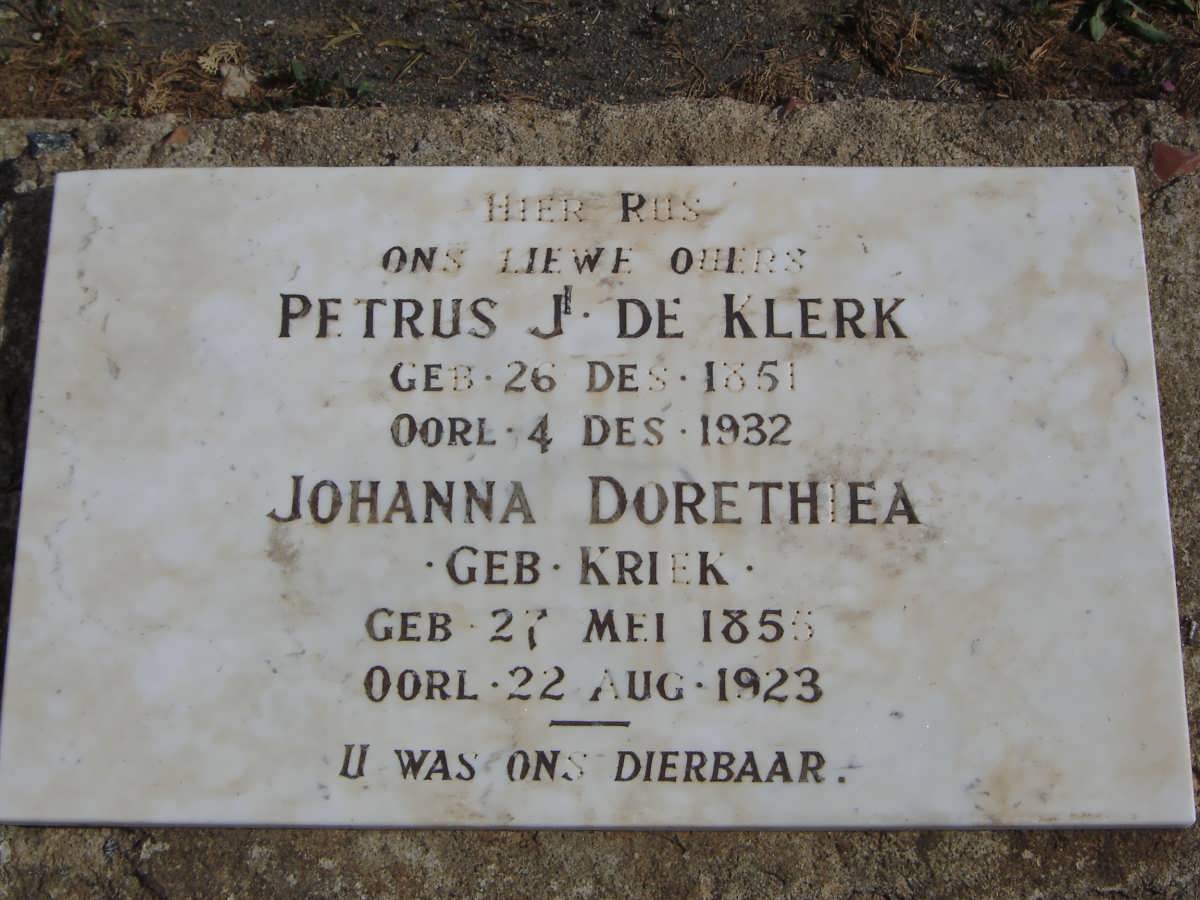 HIER RUS
ONS LIEWE OUERS
PETRUS J. DE KLERK
GEB. 26 DES. 1851
OORL. 4 DES. 1932
JOHANNA DORETHIEA
· GEB. KRIEK ·
GEB. 27 MEI 1855
OORL. 22 AUG. 1923
U WAS ONS DIERBAAR.